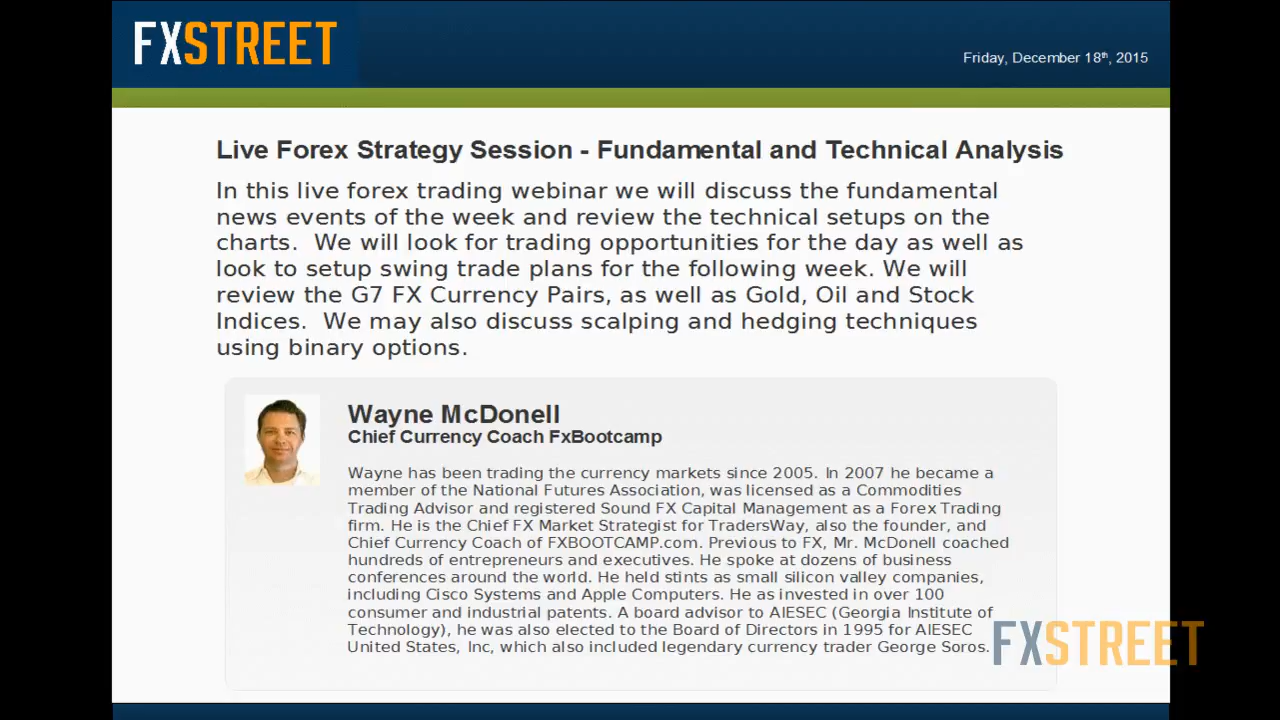 FXSTREET
Friday, December 18th, 2015
Live Forex Strategy Session - Fundamental and Technical Analysis
In this live forex trading webinar we will discuss the fundamental
news events of the week and review the technical setups on the
charts.  We will look for trading opportunities for the day as well as
look to setup swing trade plans for the following week. We will
review the G7 FX Currency Pairs, as well as Gold, Oil and Stock
Indices.  We may also discuss scalping and hedging techniques
using binary options.
Wayne McDonell
Chief Currency Coach FxBootcamp
Wayne has been trading the currency markets since 2005. In 2007 he became a
member of the National Futures Association, was licensed as a Commodities
Trading Advisor and registered Sound FX Capital Management as a Forex Trading
firm. He is the Chief FX Market Strategist for TradersWay, also the founder, and
Chief Currency Coach of FXBOOTCAMP.com. Previous to FX, Mr. McDonell coached
hundreds of entrepreneurs and executives. He spoke at dozens of business
conferences around the world. He held stints as small silicon valley companies,
including Cisco Systems and Apple Computers. He as invested in over 100
consumer and industrial patents. A board advisor to AIESEC (Georgia Institute of
Technology), he was also elected to the Board of Directors in 1995 for AIESEC
United States, Inc, which also included legendary currency trader George Soros.
FXSTREET